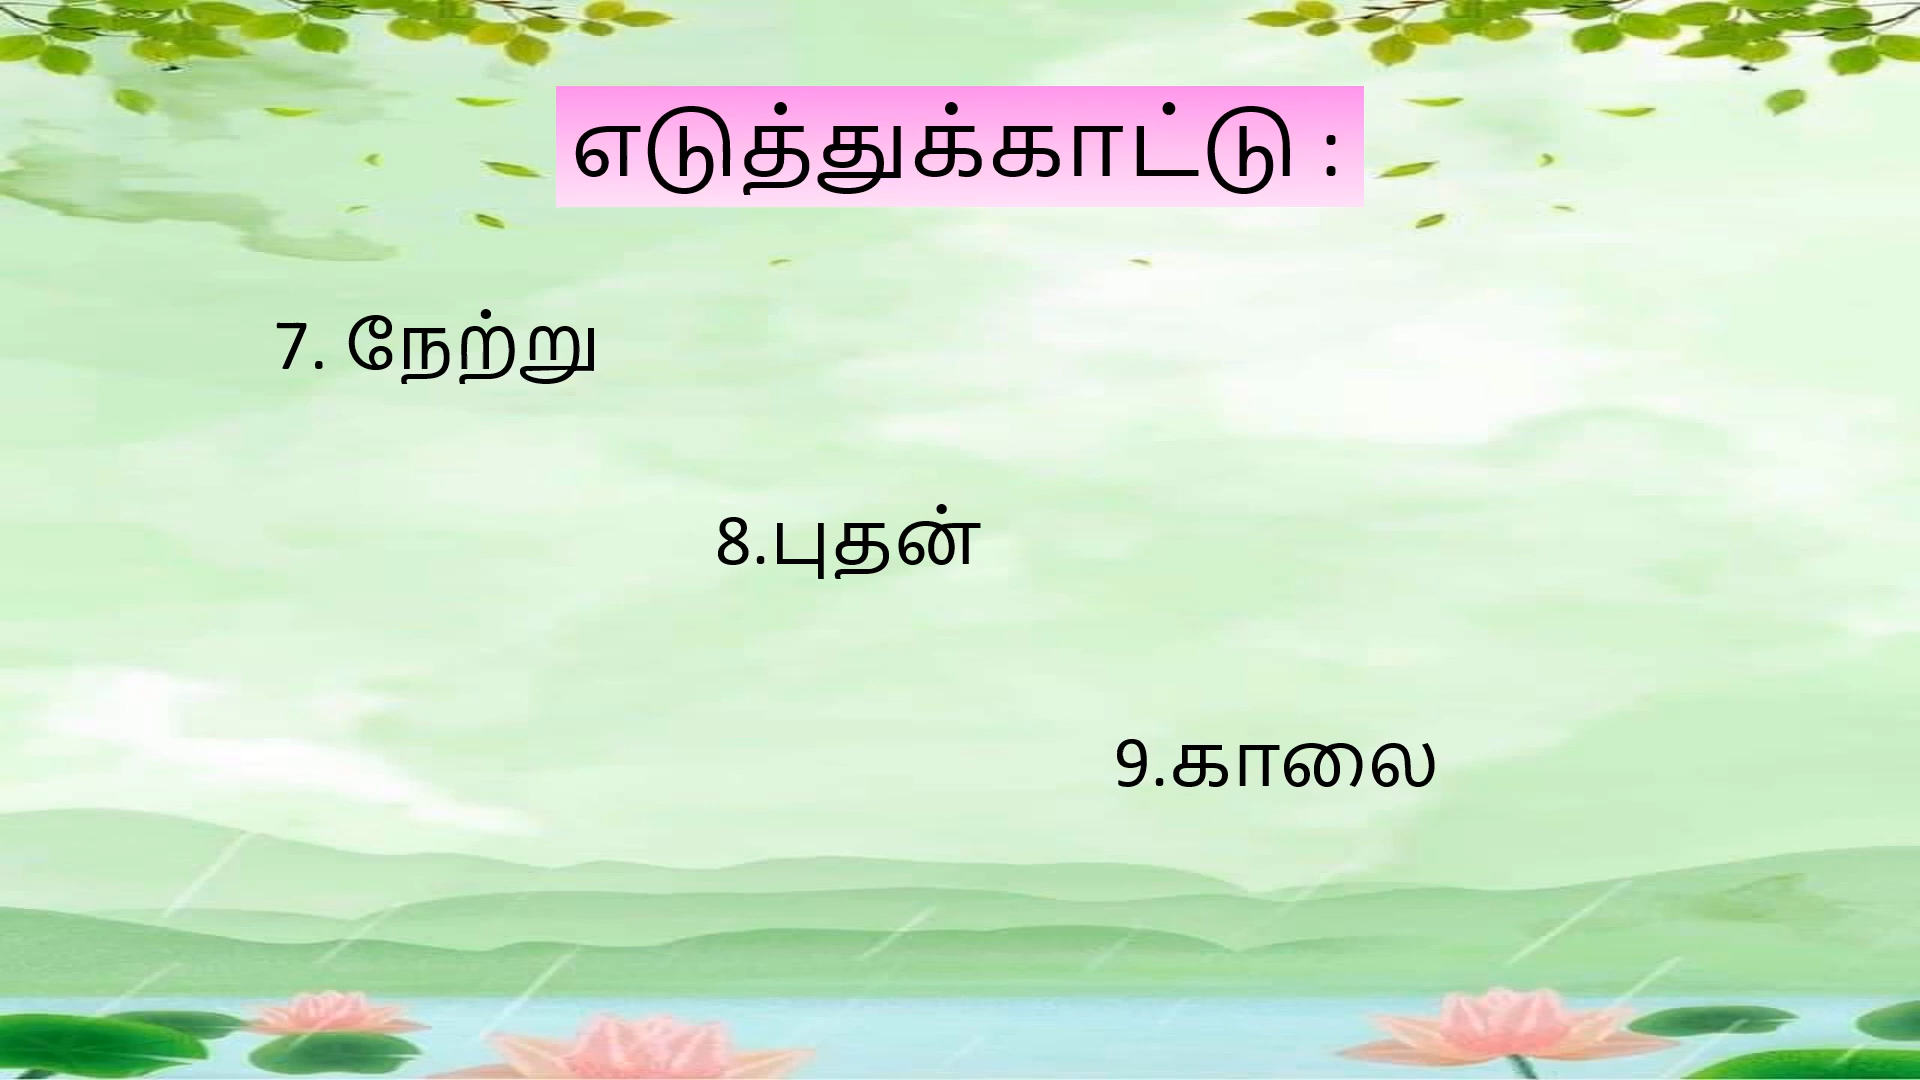 எடுத்துக்காட்டு :
7. நேற்று
8.புதன்
9.காலை